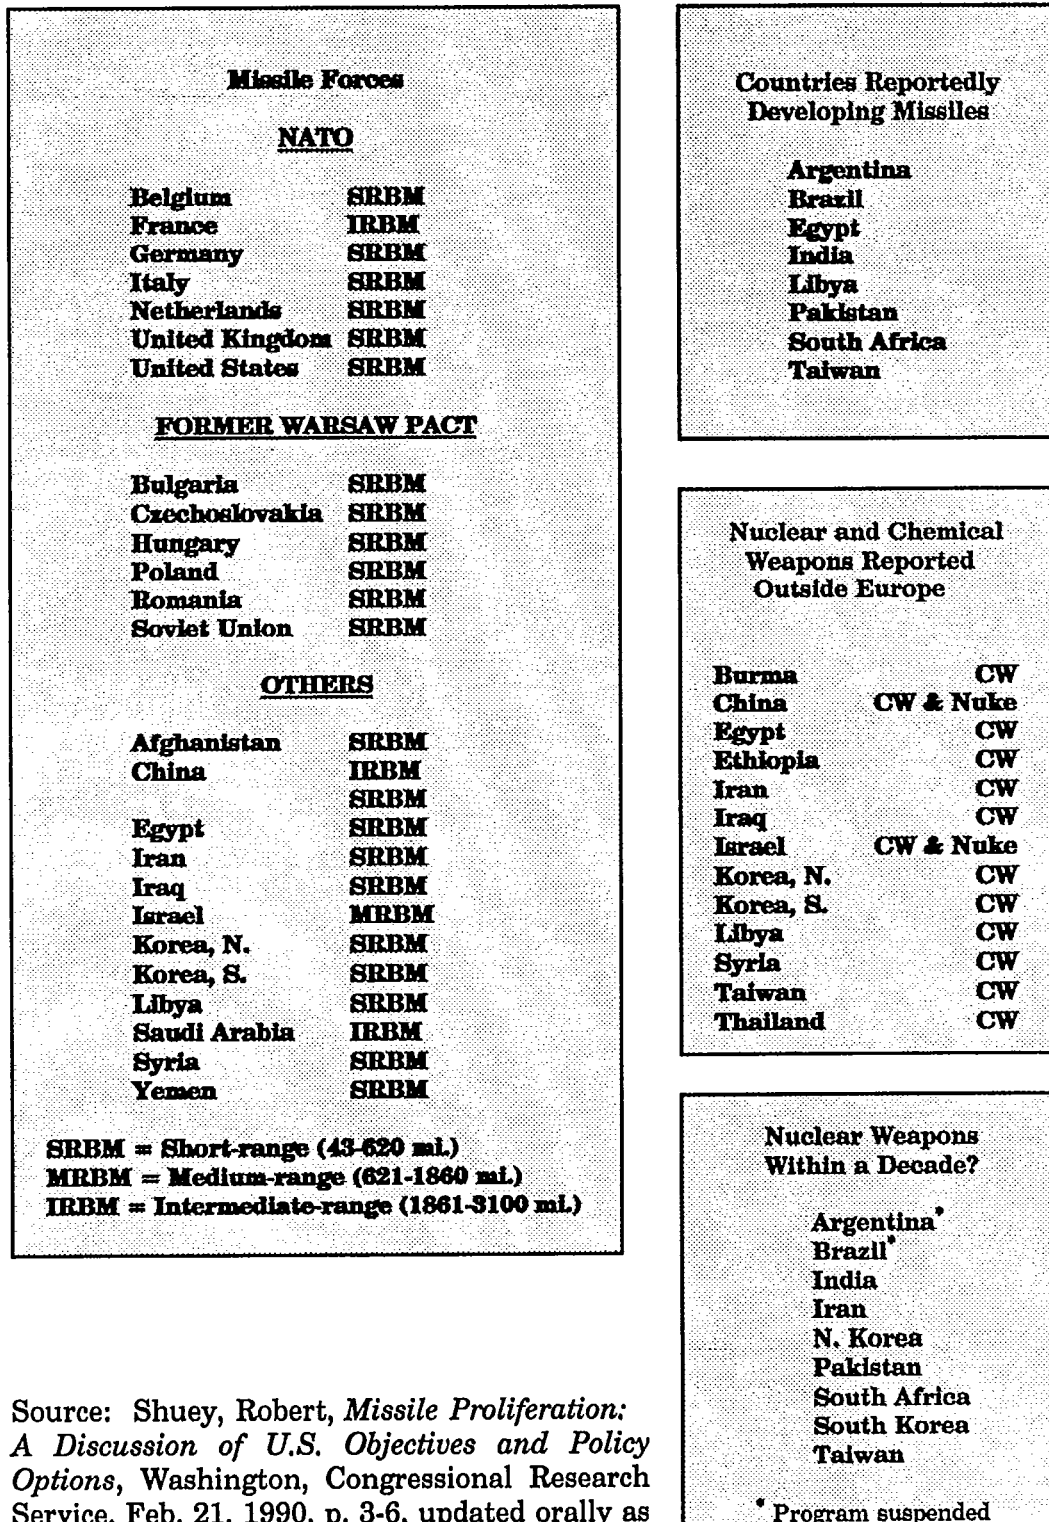 Missile Forces
NATO
Belgium SRBM
France IRBM
Germany SRBM
Italy SRBM
Netherlands SRBM
United Kingdom SRBM
United States SRBM
FORMER WARSAW PACT
Bulgaria SRBM
Czechoslovakia SRBM
Hungary SRBM
Poland SRBM
Romania SRBM
Soviet Union SRBM
OTHERS
Afghanistan SRBM
China IRBM
SRBM
Egypt SRBM
Iran SRBM
Iraq SRBM
Israel MRBM
Korea, N. SRBM
Korea, S. SRBM
Libya SRBM
Saudi Arabia IRBM
Syria SRBM
Yemen SRBM
SRBM = Short-range (43-620 mi.)
MRBM = Medium-range (621-1860 mi.)
IRBM = Intermediate-range (1861-3100 mi.)
Source: Shuey, Robert, Missile Proliferation:
A Discussion of U.S. Objectives and Policy
Options, Washington, Congressional Research
Service, Feb. 21, 1990, p. 3-6, updated orally as
Countries Reportedly
Developing Missiles
Argentina
Brazil
Egypt
India
Libya
Pakistan
South Africa
Taiwan
Nuclear and Chemical
Weapons Reported
Outside Europe
Burma CW
China CW & Nuke
Egypt CW
Ethiopia CW
Iran CW
Iraq CW
Israel CW & Nuke
Korea, N. CW
Korea, S. CW
Libya CW
Syria CW
Taiwan CW
Thailand CW
Nuclear Weapons
Within a Decade?
Argentina*
Brazil*
India
Iran
N. Korea
Pakistan
South Africa
South Korea
Taiwan
* Program suspended